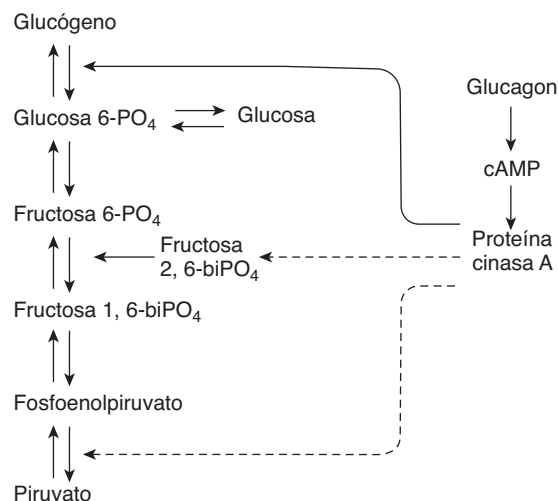 Glucógeno
Glucagon
Glucosa 6-PO₄
Glucosa
cAMP
Fructosa 6-PO₄
Fructosa
2, 6-biPO₄
Proteína
cinasa A
Fructosa 1, 6-biPO₄
Fosfoenolpiruvato
Piruvato